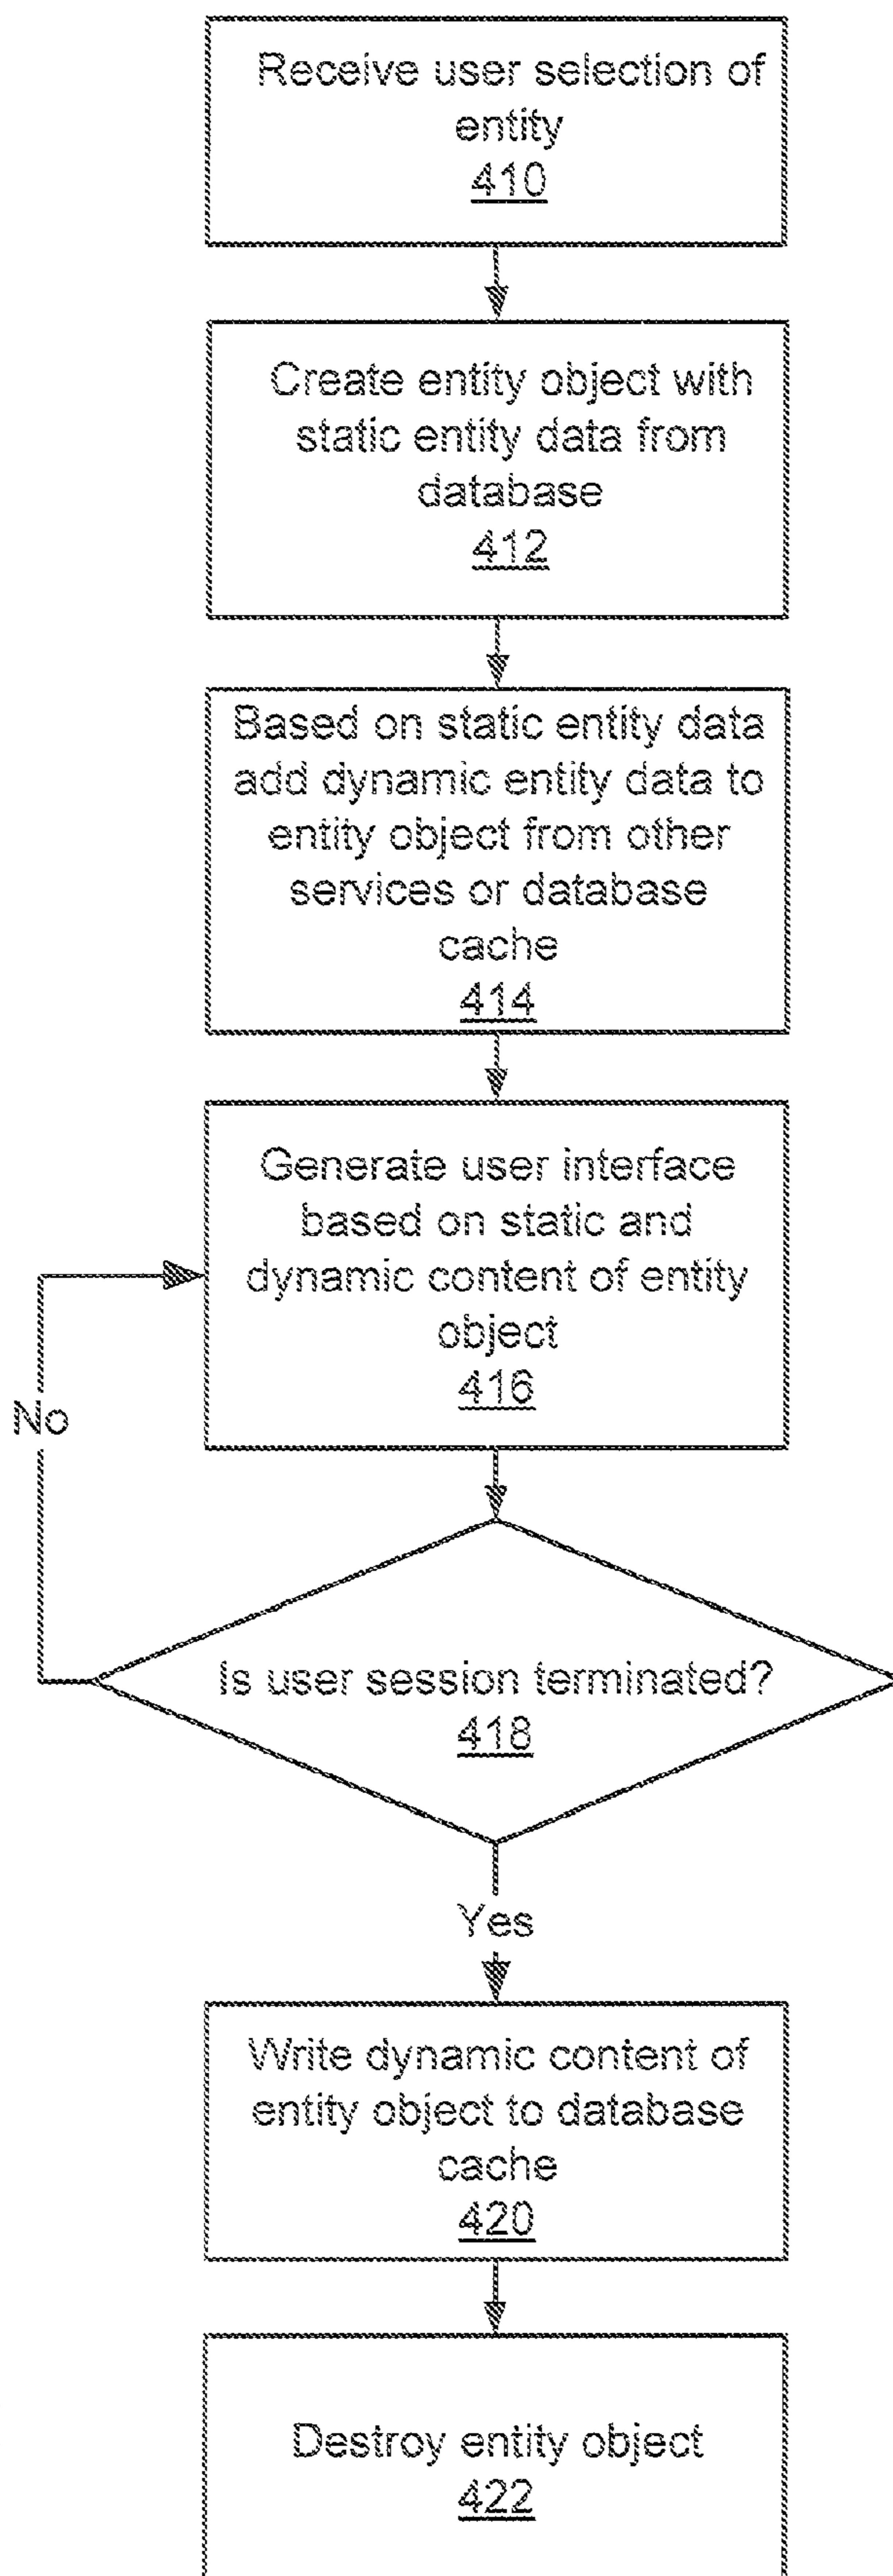 Receive user selection of
entity
410
Create entity object with
static entity data from
database
412
Based on static entity data
add dynamic entity data to
entity object from other
services or database
cache
414
Generate user interface
based on static and
dynamic content of entity
object
416
No
Is user session terminated?
418
Yes
Write dynamic content of
entity object to database
cache
420
Destroy entity object
422